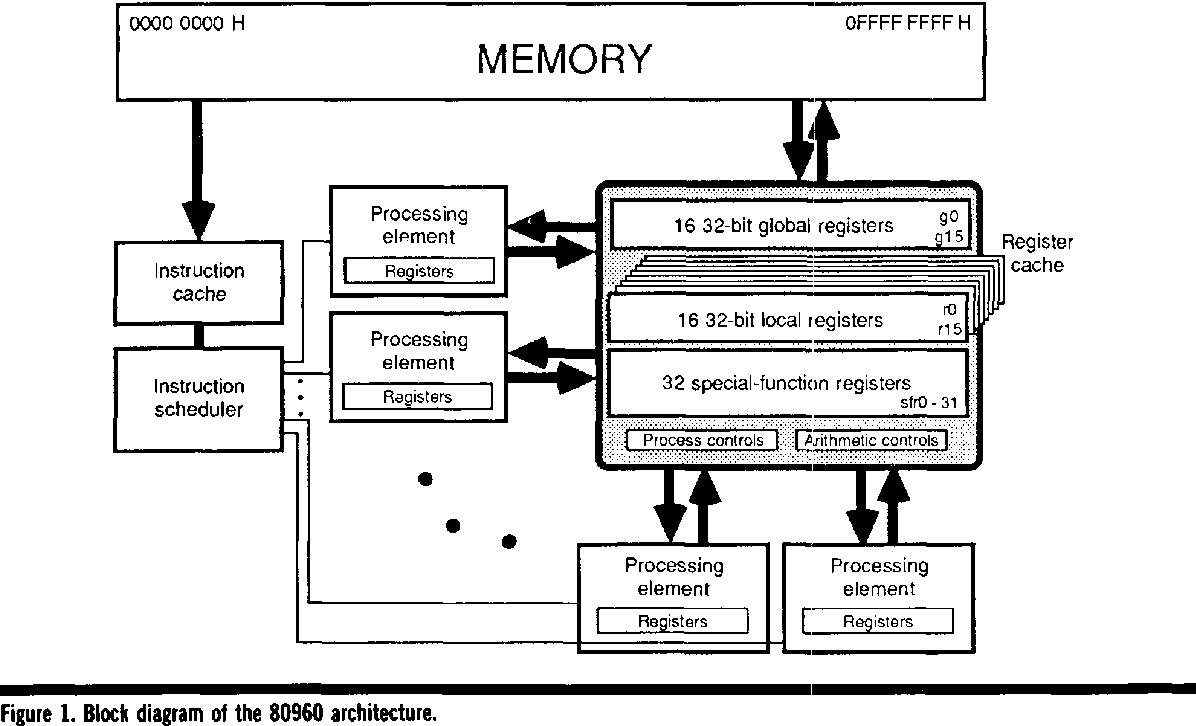 0000 0000 H
0FFFF FFFF H
MEMORY
Processing
element
Registers
16 32-bit global registers
g0
g15
Register
cache
Instruction
cache
16 32-bit local registers
r0
r15
Processing
element
Registers
Instruction
scheduler
32 special-function registers
sfr0 - 31
Process controls
Arithmetic controls
Processing
element
Registers
Processing
element
Registers
Figure 1. Block diagram of the 80960 architecture.